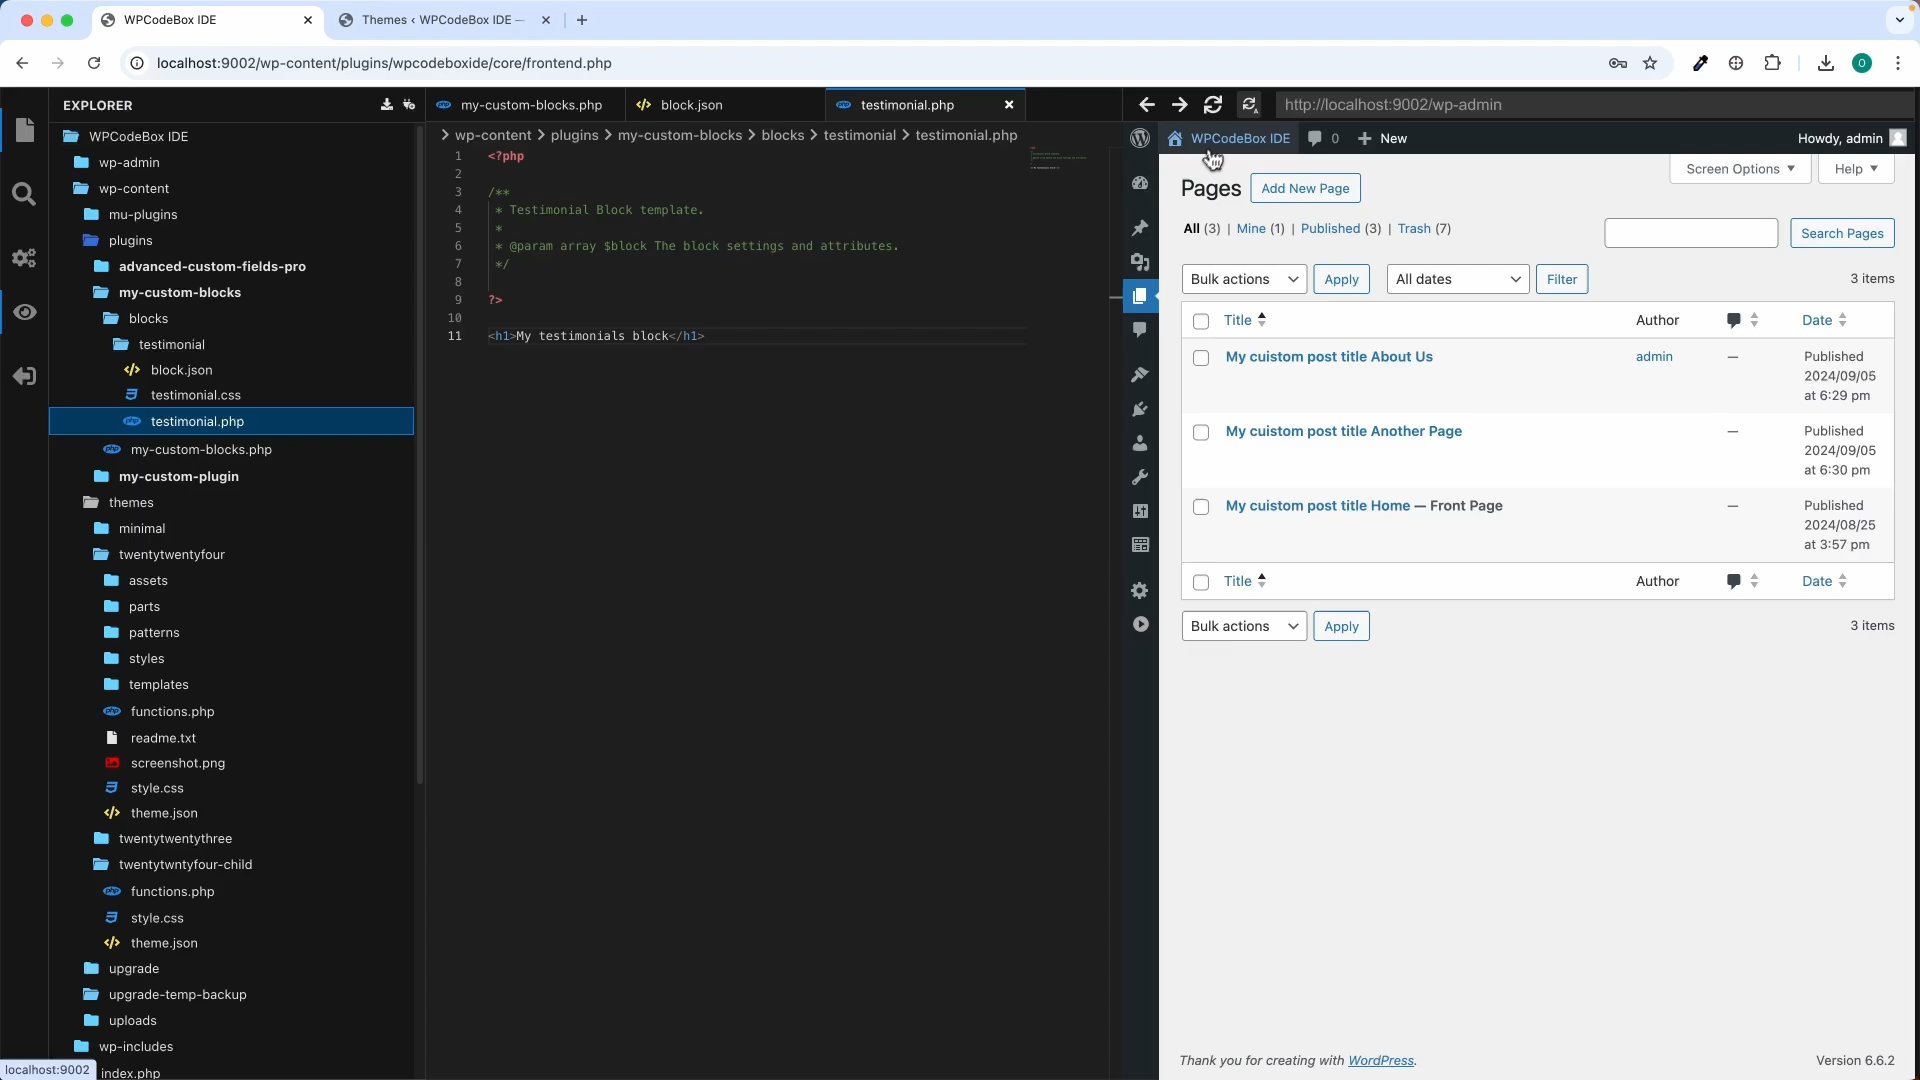 WPCodeBox IDE
Themes ‹ WPCodeBox IDE —
localhost:9002/wp-content/plugins/wpcodeboxide/core/frontend.php
O
EXPLORER
WPCodeBox IDE
wp-admin
wp-content
mu-plugins
plugins
advanced-custom-fields-pro
my-custom-blocks
blocks
testimonial
block.json
testimonial.css
testimonial.php
my-custom-blocks.php
my-custom-plugin
themes
minimal
twentytwentyfour
assets
parts
patterns
styles
templates
functions.php
readme.txt
screenshot.png
style.css
theme.json
twentytwentythree
twentytwntyfour-child
functions.php
style.css
theme.json
upgrade
upgrade-temp-backup
uploads
wp-includes
index.php
localhost:9002
my-custom-blocks.php
block.json
testimonial.php
wp-content > plugins > my-custom-blocks > blocks > testimonial > testimonial.php
1 <?php
2
3 /**
4 * Testimonial Block template.
5 *
6 * @param array $block The block settings and attributes.
7 */
8
9 ?>
10
11 <h1>My testimonials block</h1>
http://localhost:9002/wp-admin
WPCodeBox IDE 0 + New Howdy, admin
Screen Options Help
Pages Add New Page
All (3) | Mine (1) | Published (3) | Trash (7)
Search Pages
Bulk actions Apply All dates Filter 3 items
Title Author Date
My cuistom post title About Us admin — Published
2024/09/05
at 6:29 pm
My cuistom post title Another Page — Published
2024/09/05
at 6:30 pm
My cuistom post title Home — Front Page — Published
2024/08/25
at 3:57 pm
Title Author Date
Bulk actions Apply 3 items
Thank you for creating with WordPress. Version 6.6.2